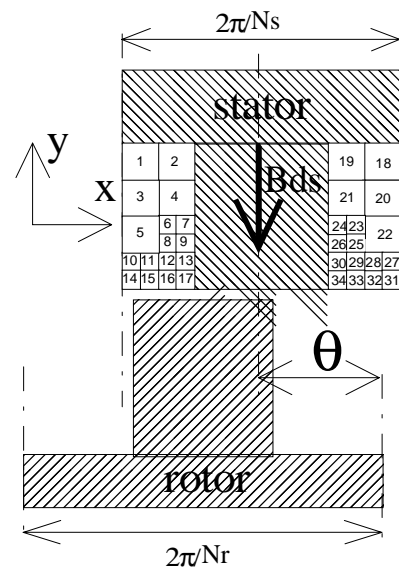 2π/Ns
stator
y
x
Bds
1 2 19 18
3 4 21 20
5 6 7 24 23 22
8 9 26 25
10 11 12 13 30 29 28 27
14 15 16 17 34 33 32 31
θ
rotor
2π/Nr